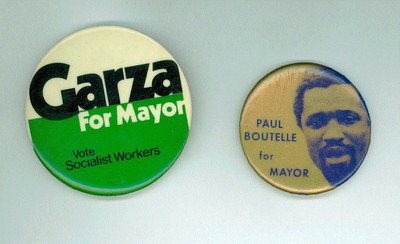 Garza
For Mayor
Vote
Socialist Workers
PAUL
BOUTELLE
for
MAYOR